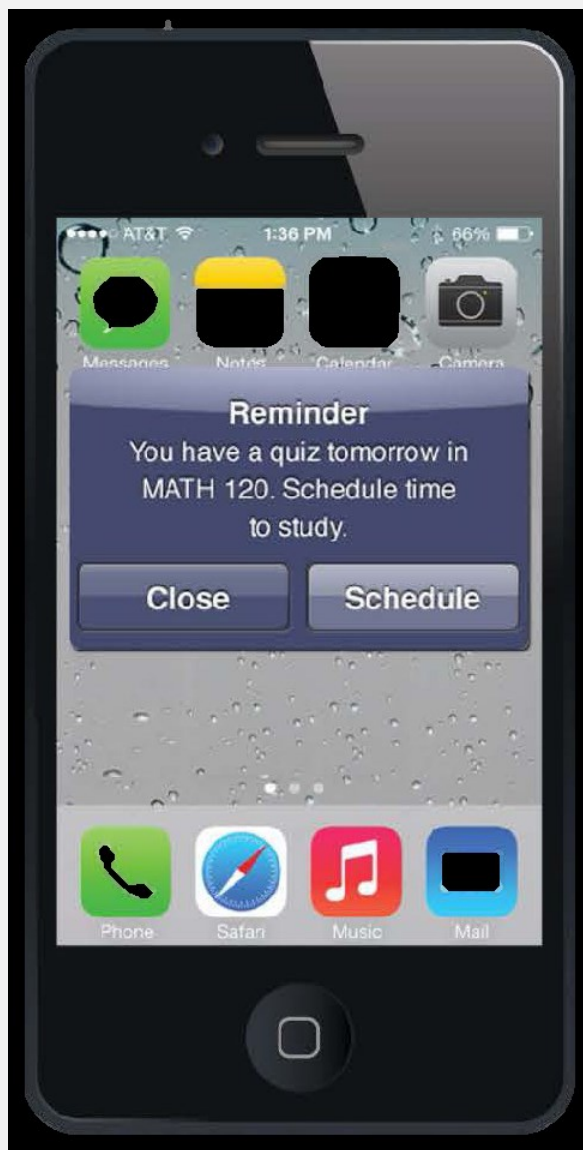 AT&T 1:36 PM 66%
Messages Notes Calendar Camera
Reminder
You have a quiz tomorrow in
MATH 120. Schedule time
to study.
Close Schedule
Phone Safari Music Mail